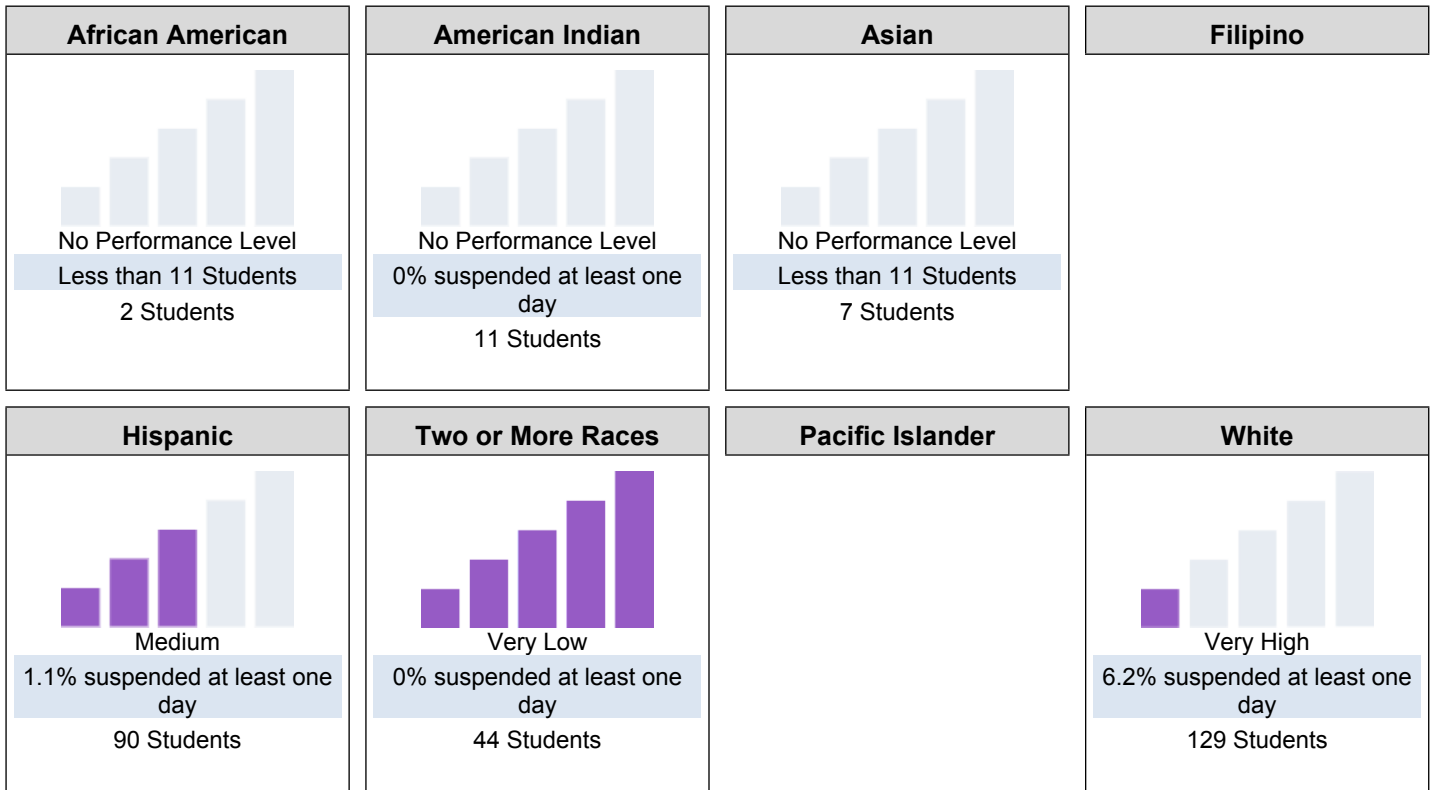 African American
No Performance Level
Less than 11 Students
2 Students
American Indian
No Performance Level
0% suspended at least one
day
11 Students
Asian
No Performance Level
Less than 11 Students
7 Students
Filipino
Hispanic
Medium
1.1% suspended at least one
day
90 Students
Two or More Races
Very Low
0% suspended at least one
day
44 Students
Pacific Islander
White
Very High
6.2% suspended at least one
day
129 Students